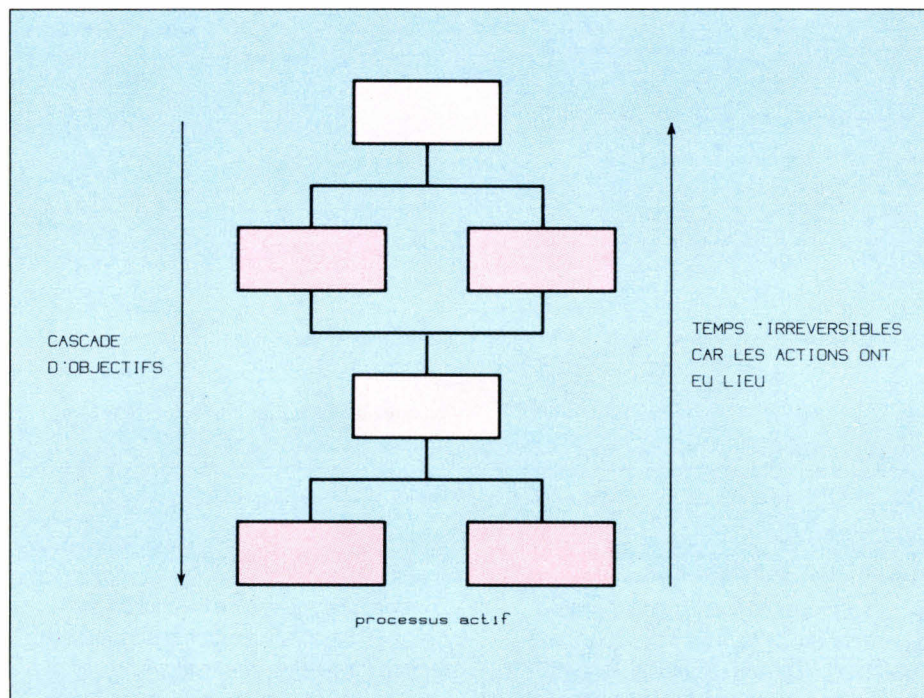 CASCADE
D'OBJECTIFS
TEMPS "IRREVERSIBLES
CAR LES ACTIONS ONT
EU LIEU
processus actif